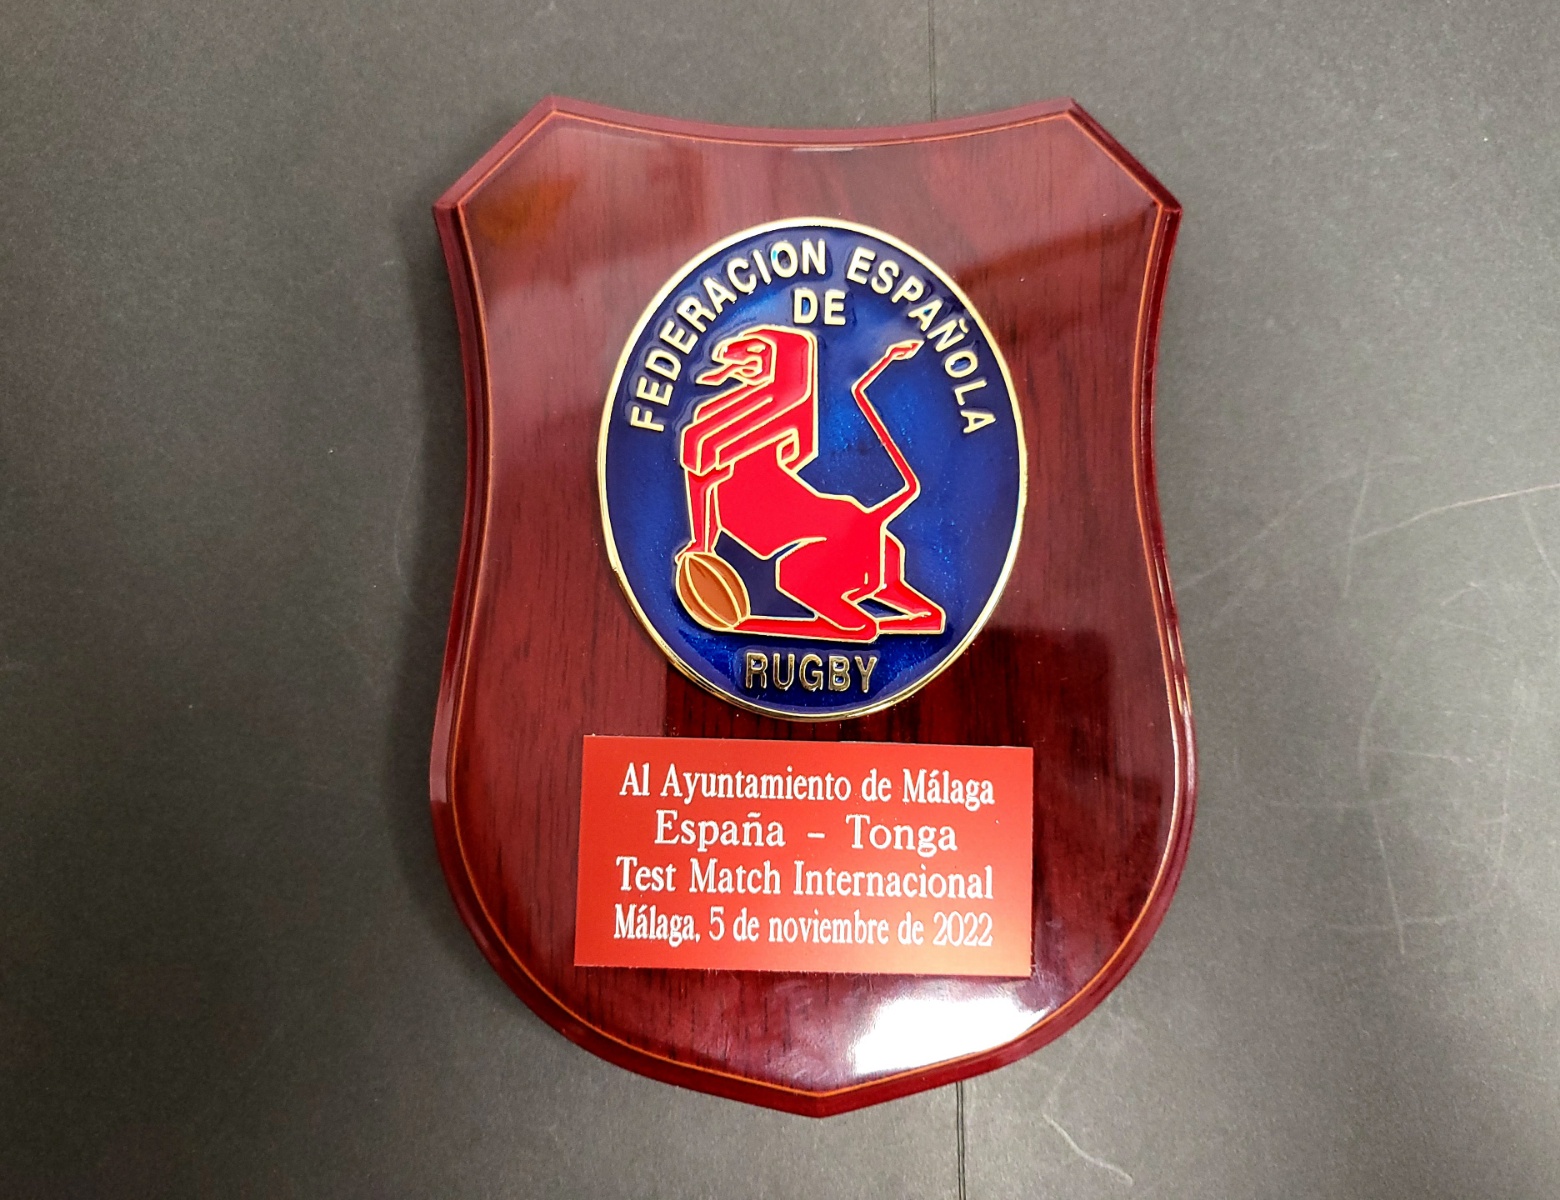 FEDERACION ESPAÑOLA
DE
RUGBY
Al Ayuntamiento de Málaga
España - Tonga
Test Match Internacional
Málaga, 5 de noviembre de 2022